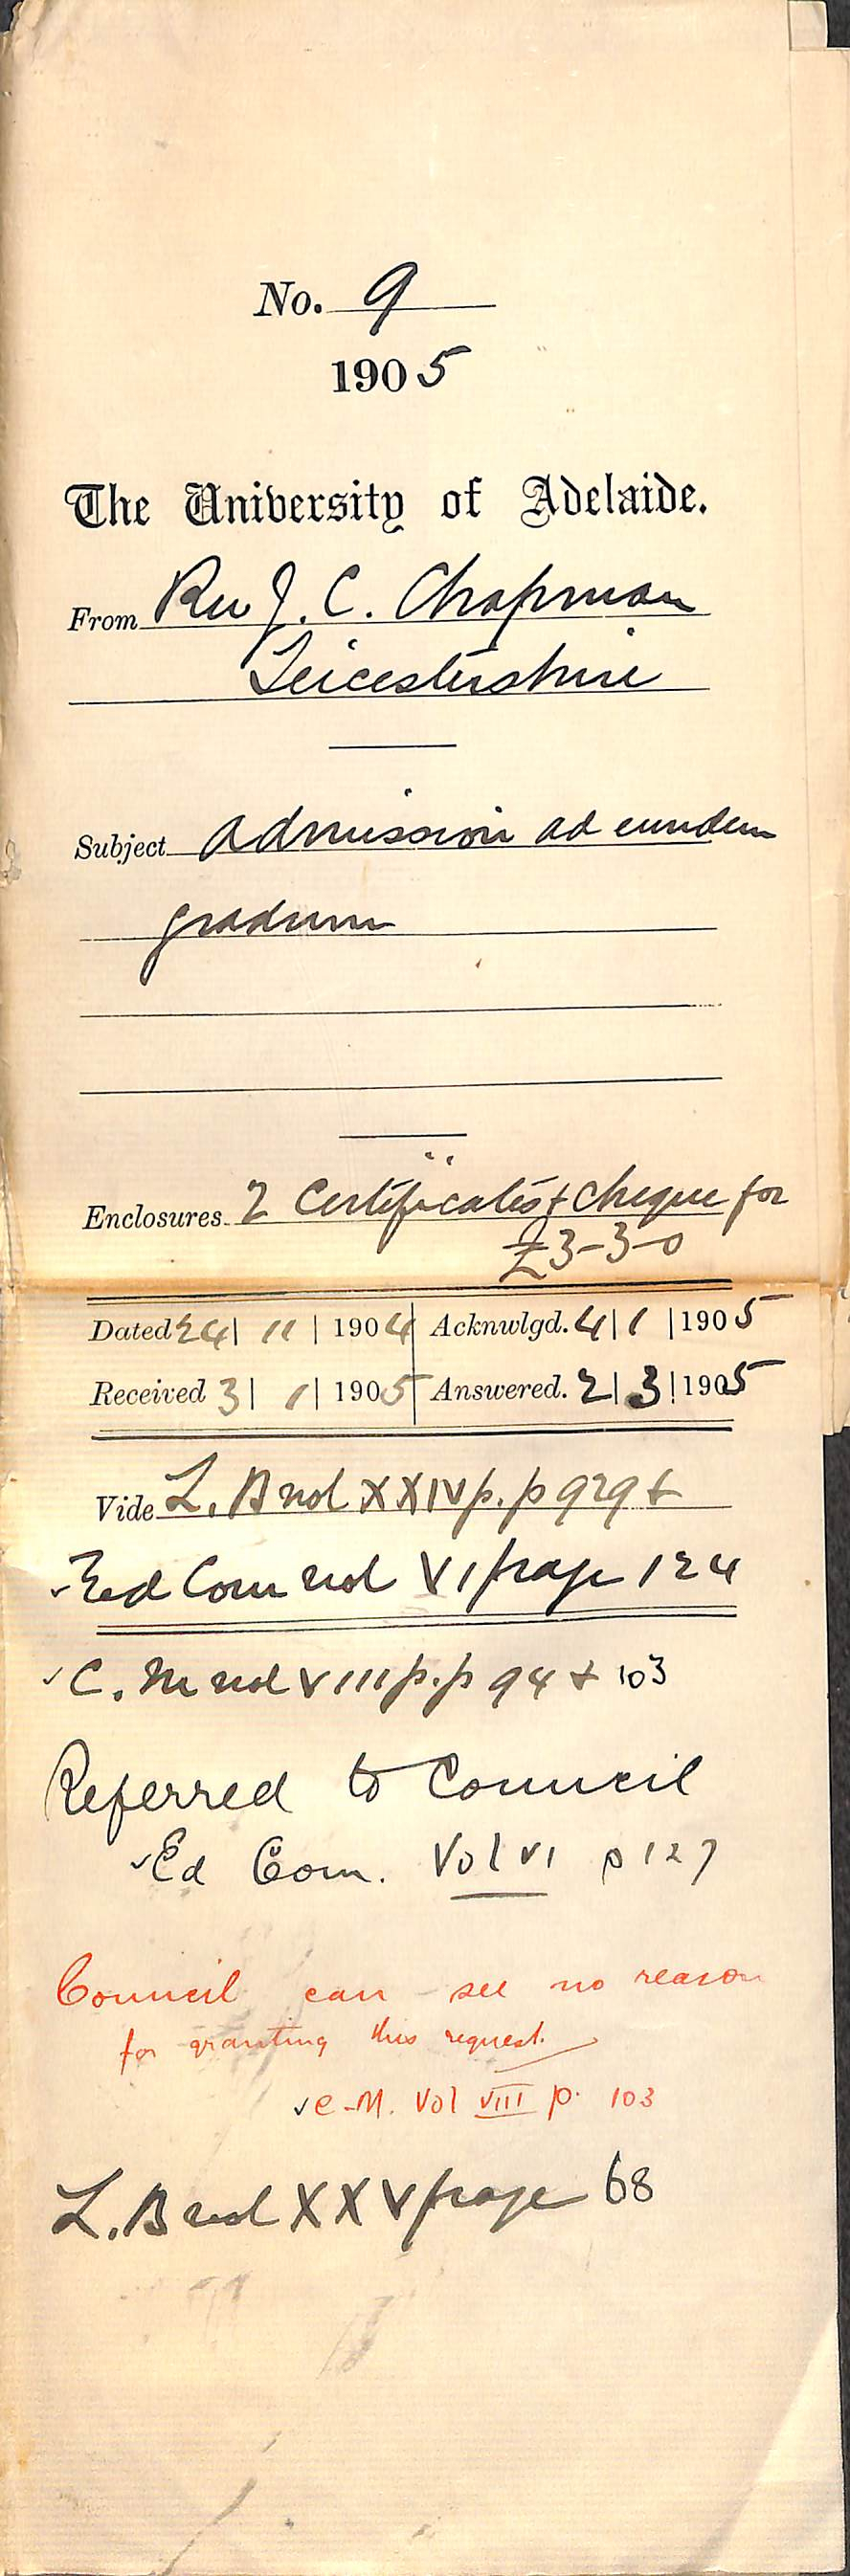 No. 9
1905
The University of Adelaide.
From Rev J. C. Chapman
Leicestershire
Subject Admission ad eundem
gradum
Enclosures. 2 Certificates & Cheque for
£3-3-0
Dated 24 | 11 | 1904 Acknwlgd. 4 | 1 | 1905
Received 3 | 1 | 1905 Answered. 2 | 3 | 1905
Vide L. B vol XXIV p. p 929 &
Ed Com vol VI page 124
C. M vol VIII p. p 94 & 103
Referred to Council
Ed Com. Vol VI p 127
Council can see no reason
for granting this request.
C. M. Vol VIII p. 103
L. B vol XXV page 68